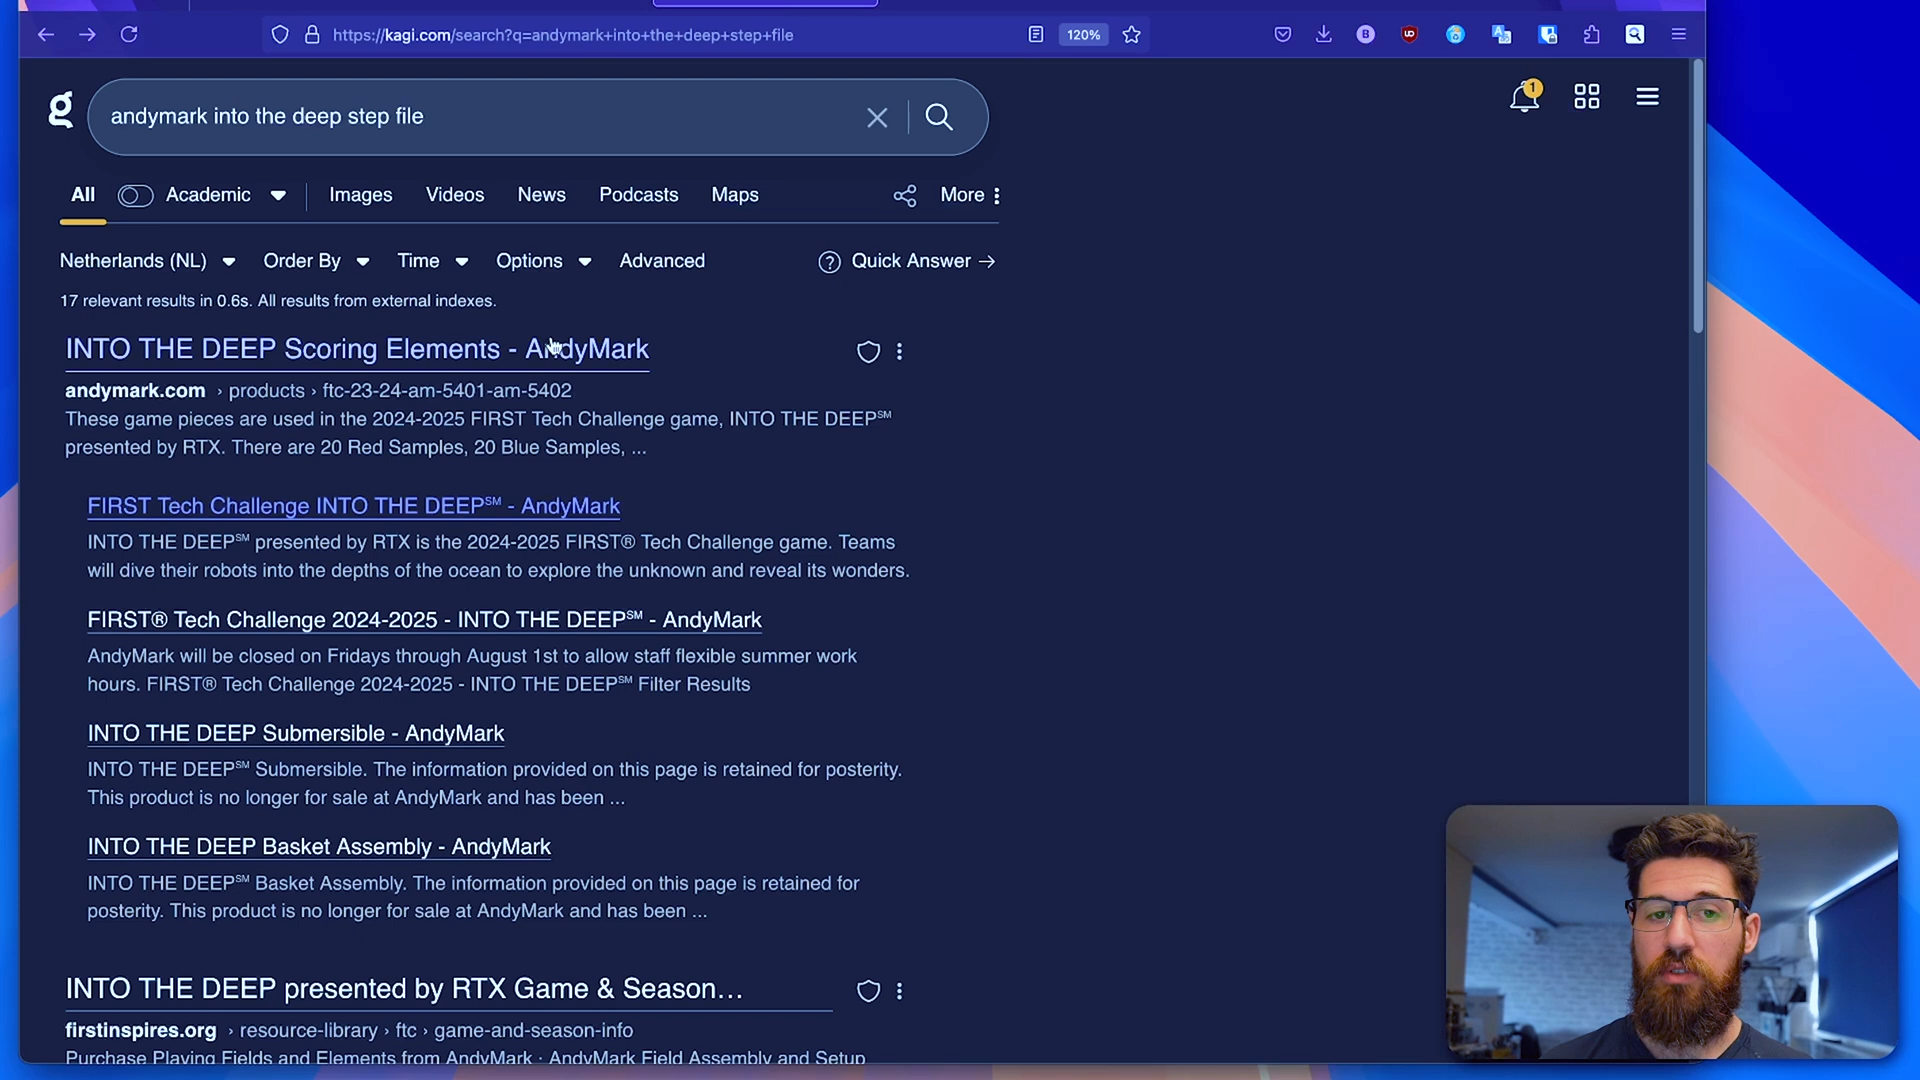 https://kagi.com/search?q=andymark+into+the+deep+step+file
120%
andymark into the deep step file
1
All
Academic
Images
Videos
News
Podcasts
Maps
More
Netherlands (NL)
Order By
Time
Options
Advanced
Quick Answer →
17 relevant results in 0.6s. All results from external indexes.
INTO THE DEEP Scoring Elements - AndyMark
andymark.com › products › ftc-23-24-am-5401-am-5402
These game pieces are used in the 2024-2025 FIRST Tech Challenge game, INTO THE DEEP℠
presented by RTX. There are 20 Red Samples, 20 Blue Samples, ...
FIRST Tech Challenge INTO THE DEEP℠ - AndyMark
INTO THE DEEP℠ presented by RTX is the 2024-2025 FIRST® Tech Challenge game. Teams
will dive their robots into the depths of the ocean to explore the unknown and reveal its wonders.
FIRST® Tech Challenge 2024-2025 - INTO THE DEEP℠ - AndyMark
AndyMark will be closed on Fridays through August 1st to allow staff flexible summer work
hours. FIRST® Tech Challenge 2024-2025 - INTO THE DEEP℠ Filter Results
INTO THE DEEP Submersible - AndyMark
INTO THE DEEP℠ Submersible. The information provided on this page is retained for posterity.
This product is no longer for sale at AndyMark and has been ...
INTO THE DEEP Basket Assembly - AndyMark
INTO THE DEEP℠ Basket Assembly. The information provided on this page is retained for
posterity. This product is no longer for sale at AndyMark and has been ...
INTO THE DEEP presented by RTX Game & Season...
firstinspires.org › resource-library › ftc › game-and-season-info
Purchase Playing Fields and Elements from AndyMark · AndyMark Field Assembly and Setup